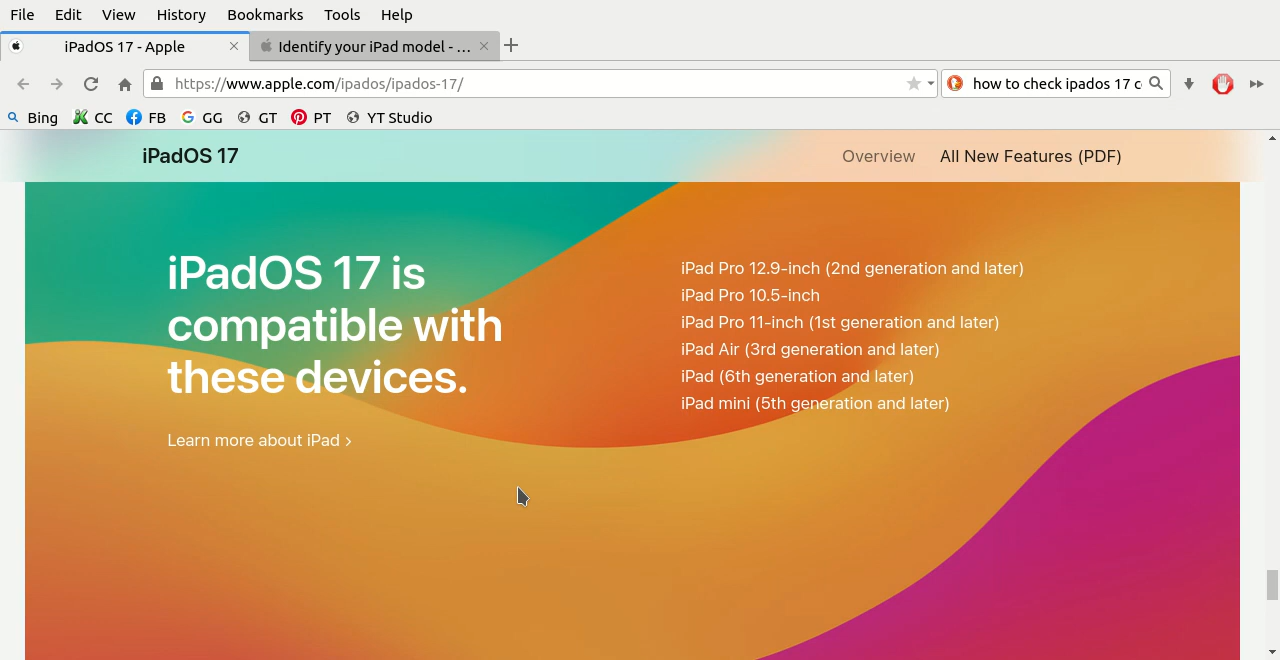 File Edit View History Bookmarks Tools Help
iPadOS 17 - Apple Identify your iPad model - …
https://www.apple.com/ipados/ipados-17/ how to check ipados 17 c
Bing CC FB GG GT PT YT Studio
iPadOS 17 Overview All New Features (PDF)
iPadOS 17 is
compatible with
these devices.
Learn more about iPad >
iPad Pro 12.9-inch (2nd generation and later)
iPad Pro 10.5-inch
iPad Pro 11-inch (1st generation and later)
iPad Air (3rd generation and later)
iPad (6th generation and later)
iPad mini (5th generation and later)